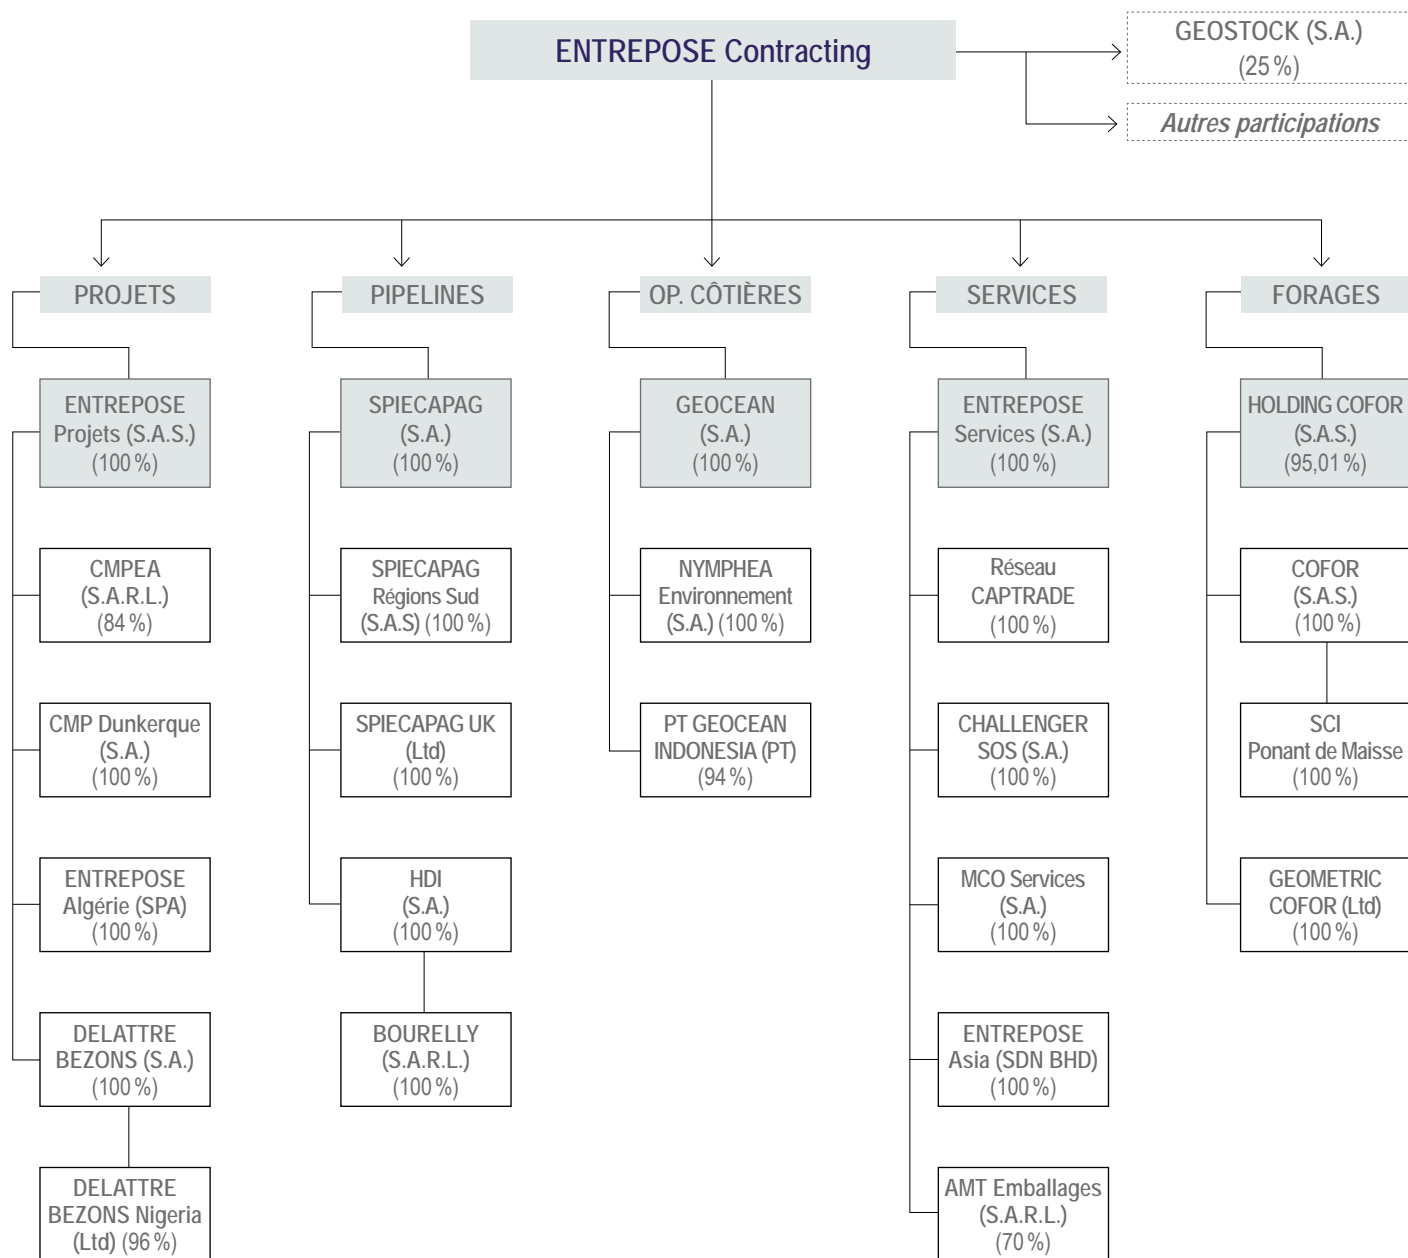 ENTREPOSE Contracting
GEOSTOCK (S.A.)
(25 %)
Autres participations
PROJETS
PIPELINES
OP. CÔTIÈRES
SERVICES
FORAGES
ENTREPOSE
Projets (S.A.S.)
(100 %)
SPIECAPAG
(S.A.)
(100 %)
GEOCEAN
(S.A.)
(100 %)
ENTREPOSE
Services (S.A.)
(100 %)
HOLDING COFOR
(S.A.S.)
(95,01 %)
CMPEA
(S.A.R.L.)
(84 %)
SPIECAPAG
Régions Sud
(S.A.S) (100 %)
NYMPHEA
Environnement
(S.A.) (100 %)
Réseau
CAPTRADE
(100 %)
COFOR
(S.A.S.)
(100 %)
CMP Dunkerque
(S.A.)
(100 %)
SPIECAPAG UK
(Ltd)
(100 %)
PT GEOCEAN
INDONESIA (PT)
(94 %)
CHALLENGER
SOS (S.A.)
(100 %)
SCI
Ponant de Maisse
(100 %)
ENTREPOSE
Algérie (SPA)
(100 %)
HDI
(S.A.)
(100 %)
MCO Services
(S.A.)
(100 %)
GEOMETRIC
COFOR (Ltd)
(100 %)
DELATTRE
BEZONS (S.A.)
(100 %)
BOURELLY
(S.A.R.L.)
(100 %)
ENTREPOSE
Asia (SDN BHD)
(100 %)
DELATTRE
BEZONS Nigeria
(Ltd) (96 %)
AMT Emballages
(S.A.R.L.)
(70 %)